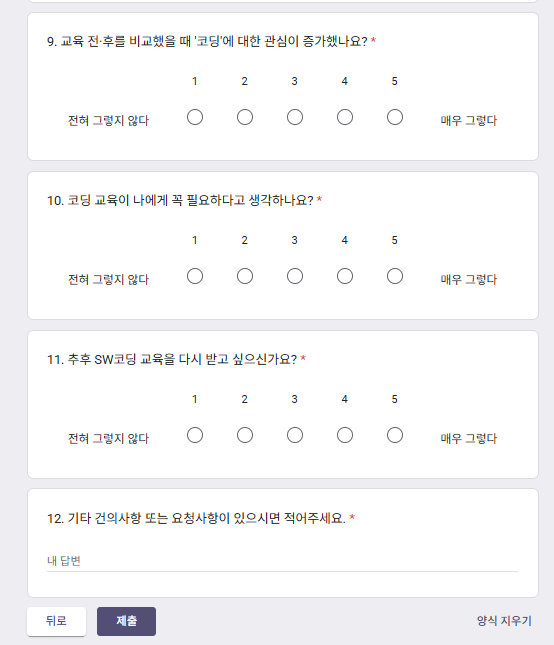 9. 교육 전·후를 비교했을 때 '코딩'에 대한 관심이 증가했나요? *
1 2 3 4 5
전혀 그렇지 않다 매우 그렇다
10. 코딩 교육이 나에게 꼭 필요하다고 생각하나요? *
1 2 3 4 5
전혀 그렇지 않다 매우 그렇다
11. 추후 SW코딩 교육을 다시 받고 싶으신가요? *
1 2 3 4 5
전혀 그렇지 않다 매우 그렇다
12. 기타 건의사항 또는 요청사항이 있으시면 적어주세요. *
내 답변
뒤로 제출 양식 지우기